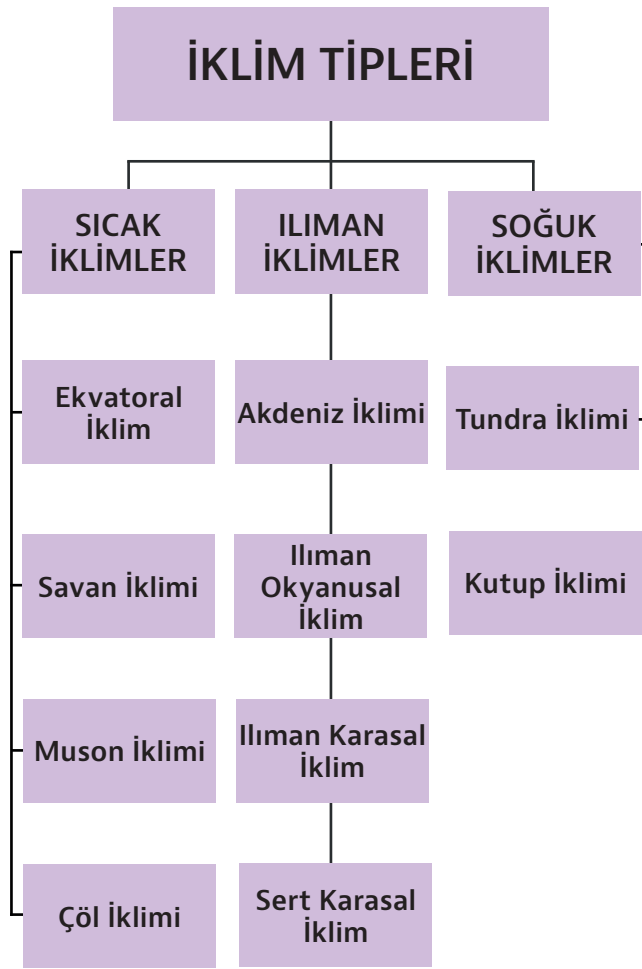 İKLİM TİPLERİ
SICAK
İKLİMLER
Ekvatoral
İklim
Savan İklimi
Muson İklimi
Çöl İklimi
ILIMAN
İKLİMLER
Akdeniz İklimi
Ilıman
Okyanusal
İklim
Ilıman Karasal
İklim
Sert Karasal
İklim
SOĞUK
İKLİMLER
Tundra İklimi
Kutup İklimi